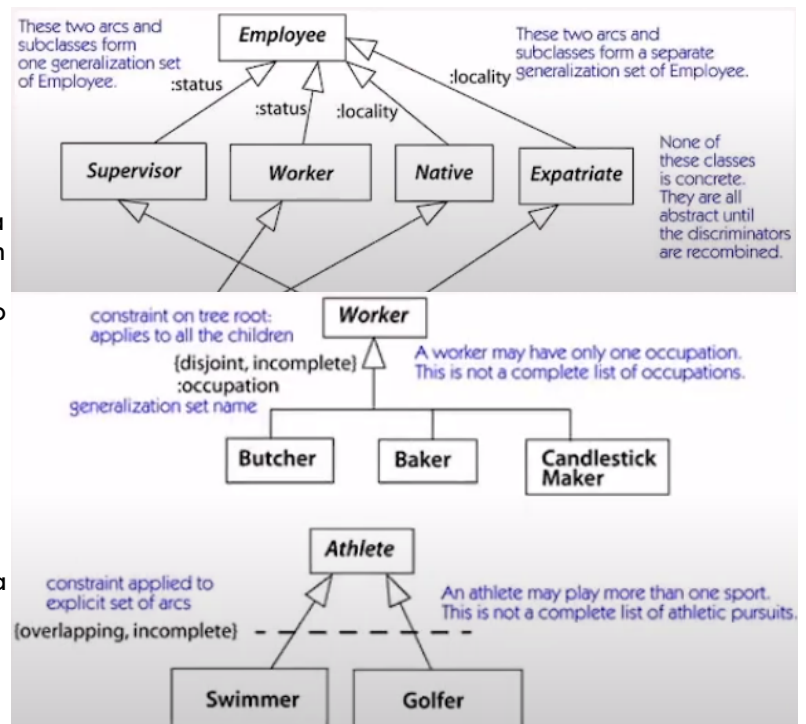 These two arcs and
subclasses form
one generalization set
of Employee.
Employee
These two arcs and
subclasses form a separate
generalization set of Employee.
:status
:status
:locality
:locality
Supervisor
Worker
Native
Expatriate
None of
these classes
is concrete.
They are all
abstract until
the discriminators
are recombined.
constraint on tree root:
applies to all the children
Worker
{disjoint, incomplete}
:occupation
generalization set name
A worker may have only one occupation.
This is not a complete list of occupations.
Butcher
Baker
Candlestick
Maker
Athlete
constraint applied to
explicit set of arcs
{overlapping, incomplete}
An athlete may play more than one sport.
This is not a complete list of athletic pursuits.
Swimmer
Golfer